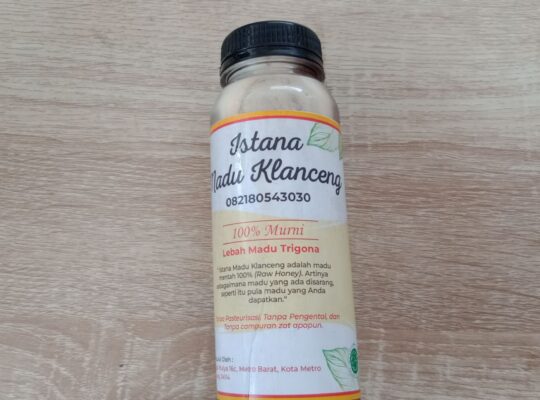 Istana
Madu Klanceng
082180543030
100% Murni
Lebah Madu Trigona
"Istana Madu Klanceng adalah madu
mentah 100% (Raw Honey). Artinya
sebagaimana madu yang ada disarang,
seperti itu pula madu yang Anda
dapatkan."
Tanpa Pasteurisasi, Tanpa Pengental, dan
Tanpa campuran zat apapun.
Oleh :
16c, Metro Barat, Kota Metro